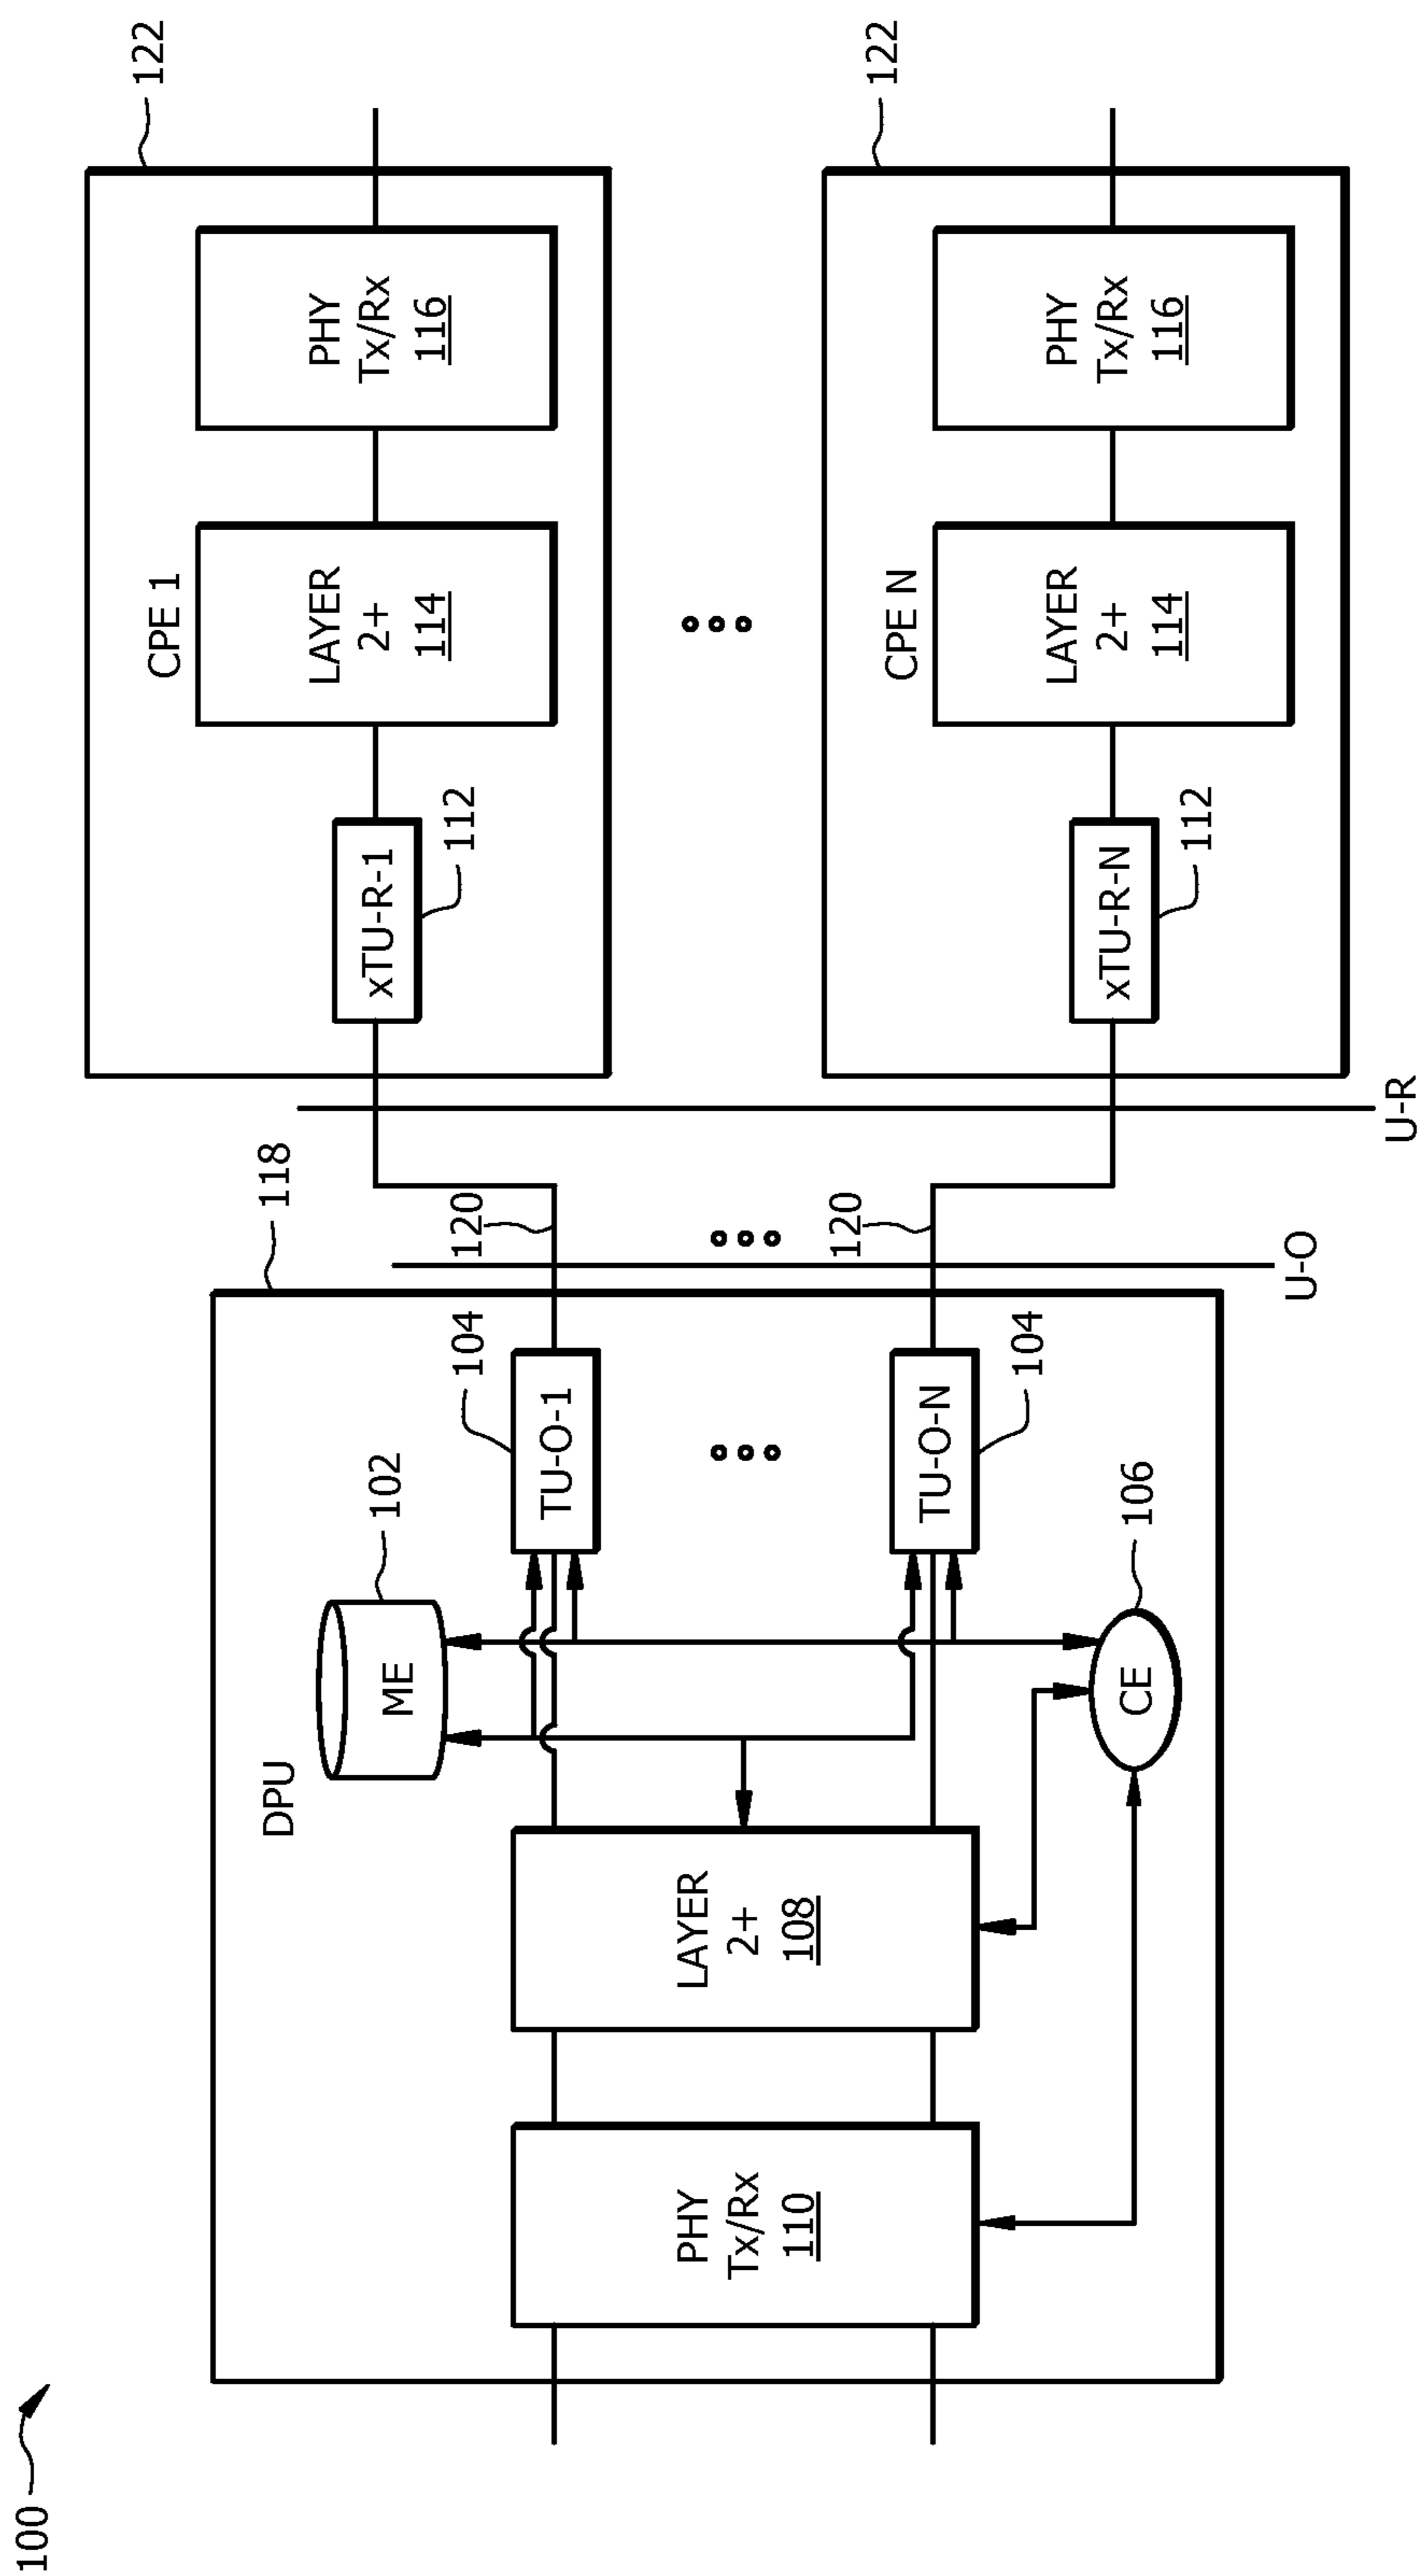 100
118
DPU
102
ME
104
TU-O-1
TU-O-N
104
106
CE
PHY
Tx/Rx
110
LAYER
2+
108
120
120
U-O
U-R
122
CPE 1
xTU-R-1
112
LAYER
2+
114
PHY
Tx/Rx
116
122
CPE N
xTU-R-N
112
LAYER
2+
114
PHY
Tx/Rx
116